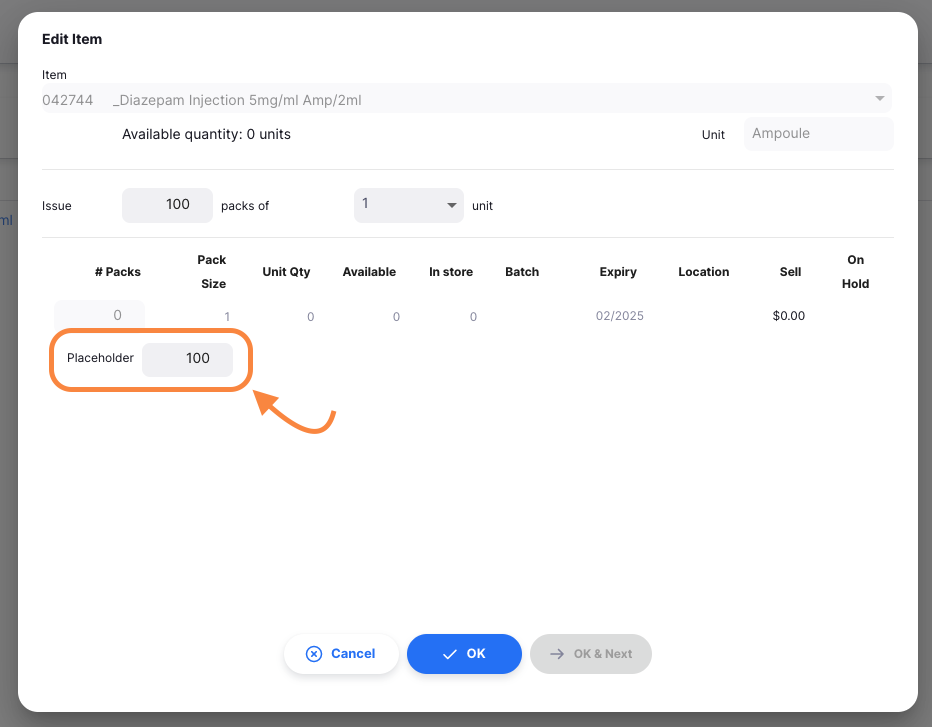 Edit Item
Item
042744 _Diazepam Injection 5mg/ml Amp/2ml
Available quantity: 0 units Unit Ampoule
Issue 100 packs of 1 unit
ml
# Packs Pack Size Unit Qty Available In store Batch Expiry Location Sell On Hold
0 1 0 0 0 02/2025 $0.00
Placeholder 100
Cancel OK OK & Next